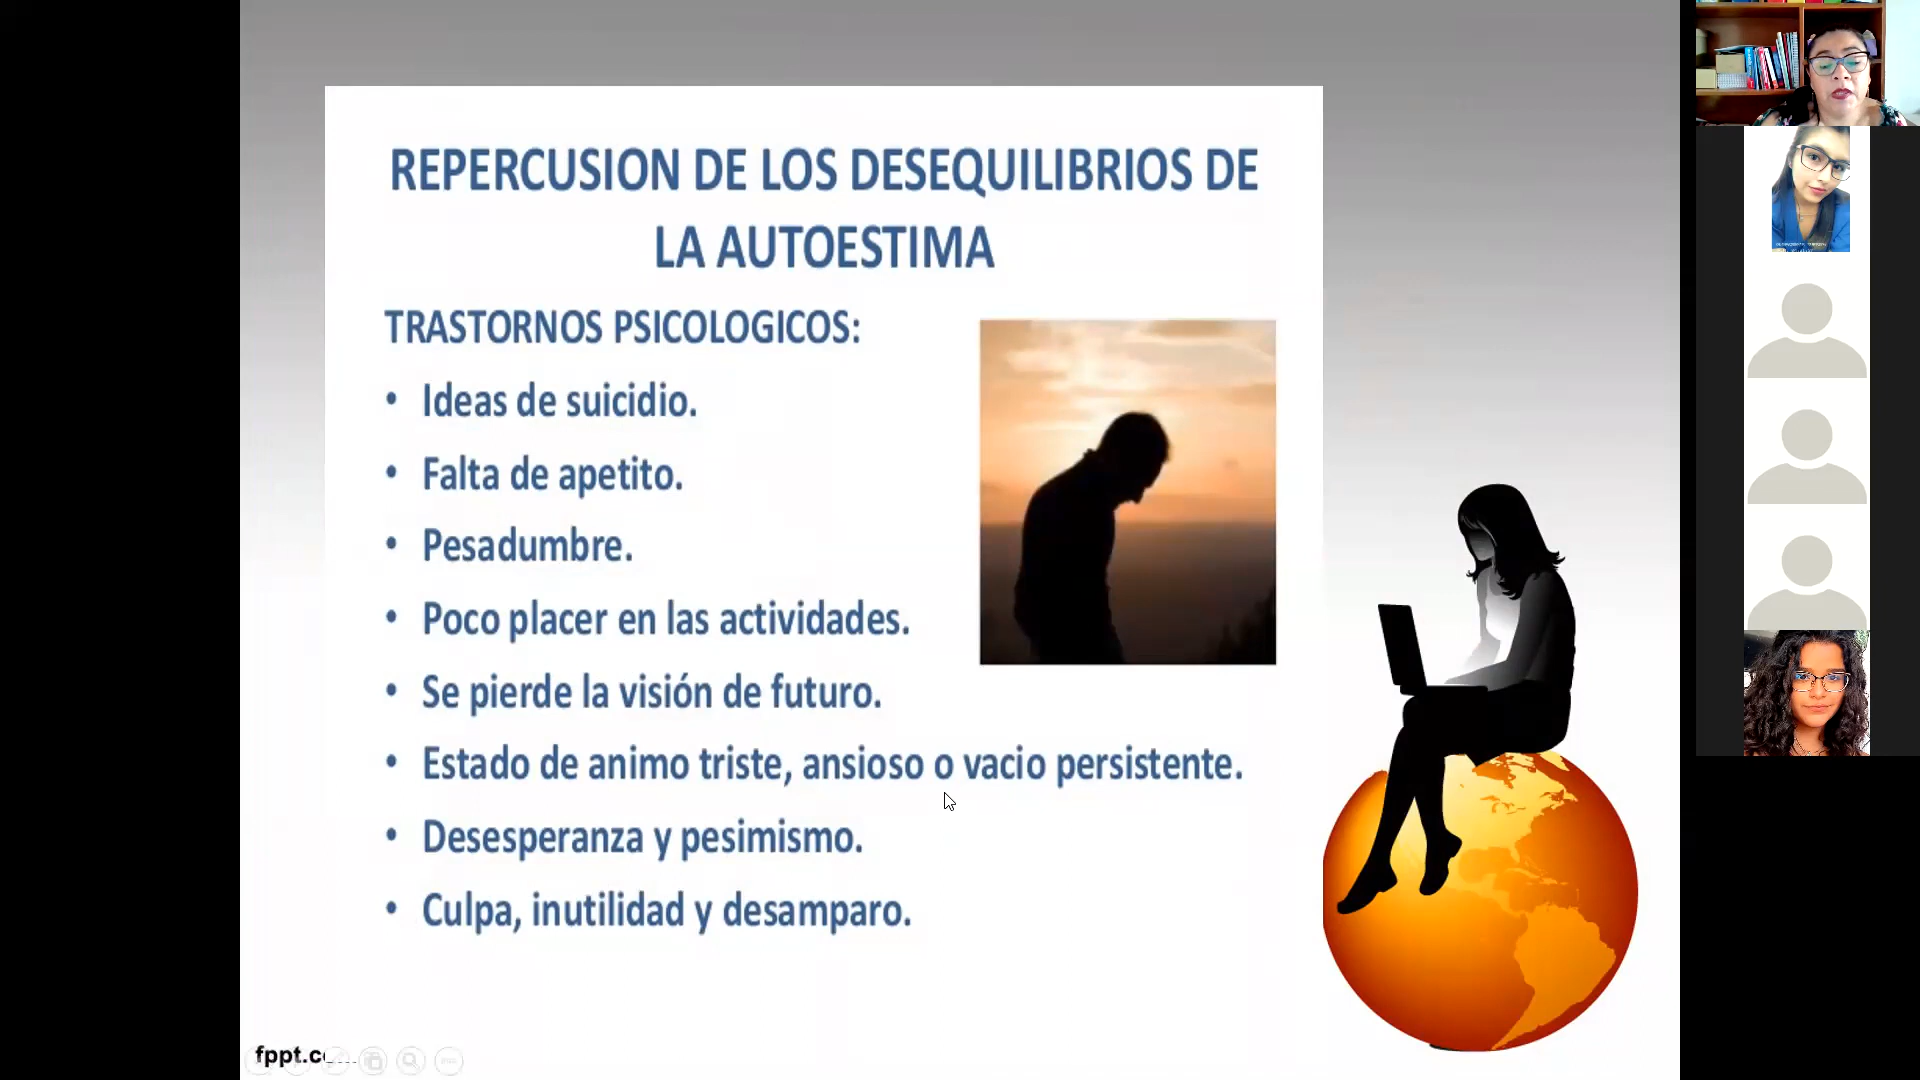 REPERCUSION DE LOS DESEQUILIBRIOS DE
LA AUTOESTIMA
TRASTORNOS PSICOLOGICOS:
• Ideas de suicidio.
• Falta de apetito.
• Pesadumbre.
• Poco placer en las actividades.
• Se pierde la visión de futuro.
• Estado de animo triste, ansioso o vacio persistente.
• Desesperanza y pesimismo.
• Culpa, inutilidad y desamparo.